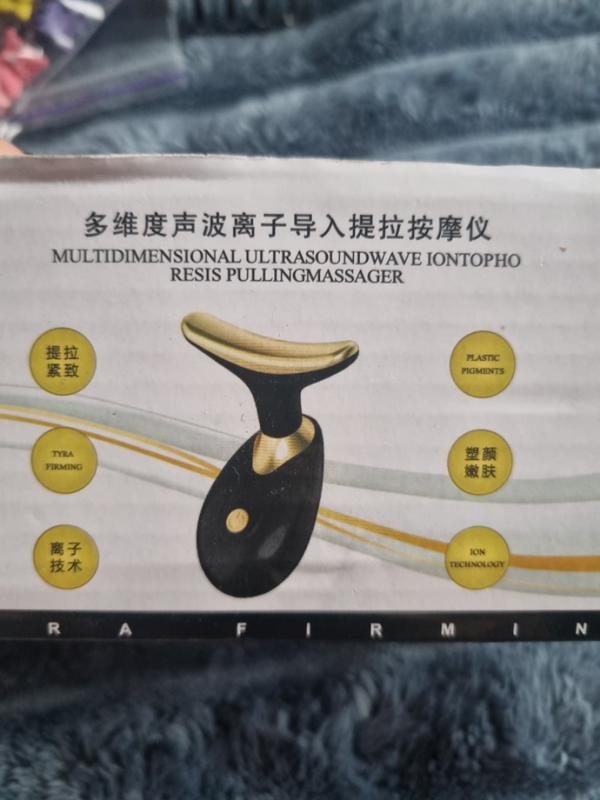 多维度声波离子导入提拉按摩仪
MULTIDIMENSIONAL ULTRASOUNDWAVE IONTOPHO
RESIS PULLINGMASSAGER
提拉
紧致
PLASTIC
PIGMENTS
TYRA
FIRMING
塑颜
嫩肤
离子
技术
ION
TECHNOLOGY
R A F I R M I N